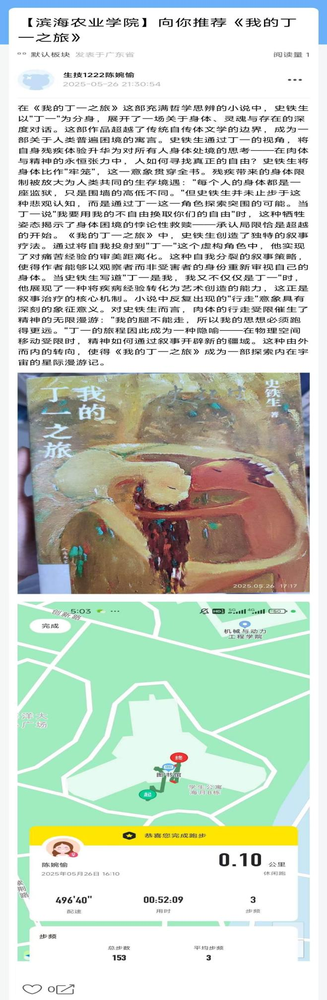 【滨海农业学院】向你推荐《我的丁
一之旅》
默认板块 发表于广东省 阅读量 1
生技1222陈婉愉
2025-05-26 21:30:54
在《我的丁一之旅》这部充满哲学思辨的小说中，史铁生
以"丁一"为分身，展开了一场关于身体、灵魂与存在的深
度对话。这部作品超越了传统自传体文学的边界，成为一
部关于人类普遍困境的寓言。史铁生通过丁一的视角，将
自身残疾体验升华为对所有人身体处境的思考——在肉体
与精神的永恒张力中，人如何寻找真正的自由？史铁生将
身体比作"牢笼"，这一意象贯穿全书。残疾带来的身体限
制被放大为人类共同的生存境遇："每个人的身体都是一
座监狱，只是围墙的高低不同。"但史铁生并未止步于这
种悲观认知，而是通过丁一这一角色探索突围的可能。当
丁一说"我要用我的不自由换取你们的自由"时，这种牺牲
姿态揭示了身体困境的悖论性救赎——承认局限恰是超越
的开始。《我的丁一之旅》中，史铁生创造了独特的叙事
疗法。通过将自我投射到"丁一"这个虚构角色中，他实现
了对痛苦经验的审美距离化。这种自我分裂的叙事策略，
使得作者能够以观察者而非受害者的身份重新审视自己的
身体。当史铁生写道"丁一是我，我又不仅仅是丁一"时，
他展现了一种将疾病经验转化为艺术创造的能力，这正是
叙事治疗的核心机制。小说中反复出现的"行走"意象具有
深刻的象征意义。对史铁生而言，肉体的行走受限催生了
精神的无限漫游："我的腿不能走，所以我的思想必须跑
得更远。"丁一的旅程因此成为一种隐喻——在物理空间
移动受限时，精神如何通过叙事开辟新的疆域。这种由外
而内的转向，使得《我的丁一之旅》成为一部探索内在宇
宙的星际漫游记。
我的
丁一之旅
史铁生
史铁生 著
2025.05.26 17:17
5:03
HD 5G 4G 50
创新路
完成
机械与动力
工程学院
洋大
广场
终
图书馆
起
学生公寓
海月B栋
荆路
恭喜您完成跑步
陈婉愉
2025年05月26日 16:10
0.10 公里
休闲跑
496'40" 00:52:09 3
配速 用时 步频
步频
总步数 平均步频
153 3
0